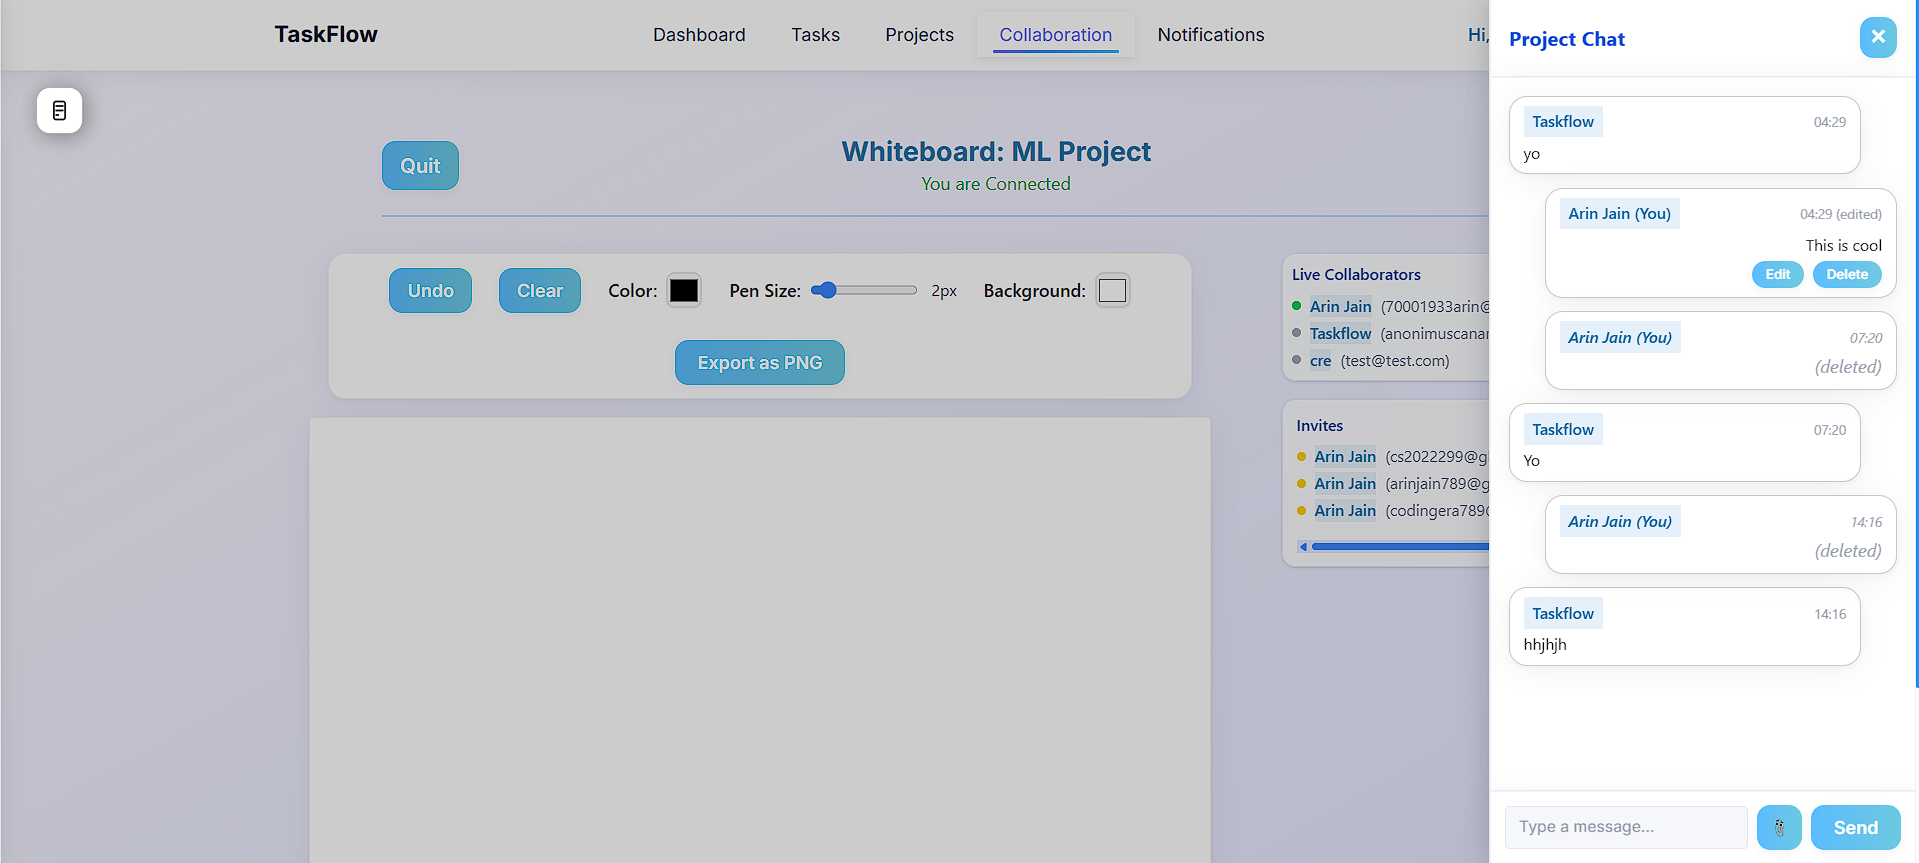 TaskFlow
Dashboard
Tasks
Projects
Collaboration
Notifications
Hi,
Quit
Whiteboard: ML Project
You are Connected
Undo
Clear
Color:
Pen Size:
2px
Background:
Export as PNG
Live Collaborators
Arin Jain (70001933arin@
Taskflow (anonimuscanar
cre (test@test.com)
Invites
Arin Jain (cs2022299@g
Arin Jain (arinjain789@g
Arin Jain (codingera789
Project Chat
Taskflow 04:29
yo
Arin Jain (You) 04:29 (edited)
This is cool
Edit Delete
Arin Jain (You) 07:20
(deleted)
Taskflow 07:20
Yo
Arin Jain (You) 14:16
(deleted)
Taskflow 14:16
hhjhjh
Type a message...
Send